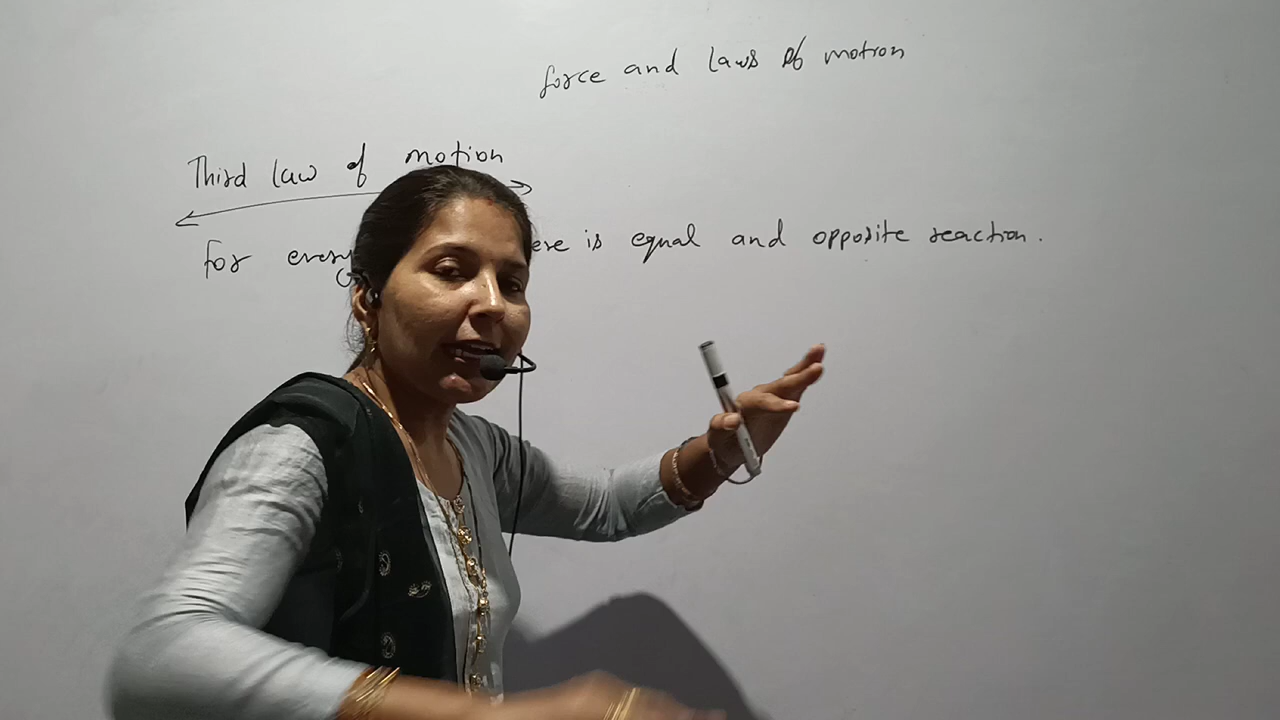 force and laws of motion
Third law of motion
for every ere is equal and opposite reaction.